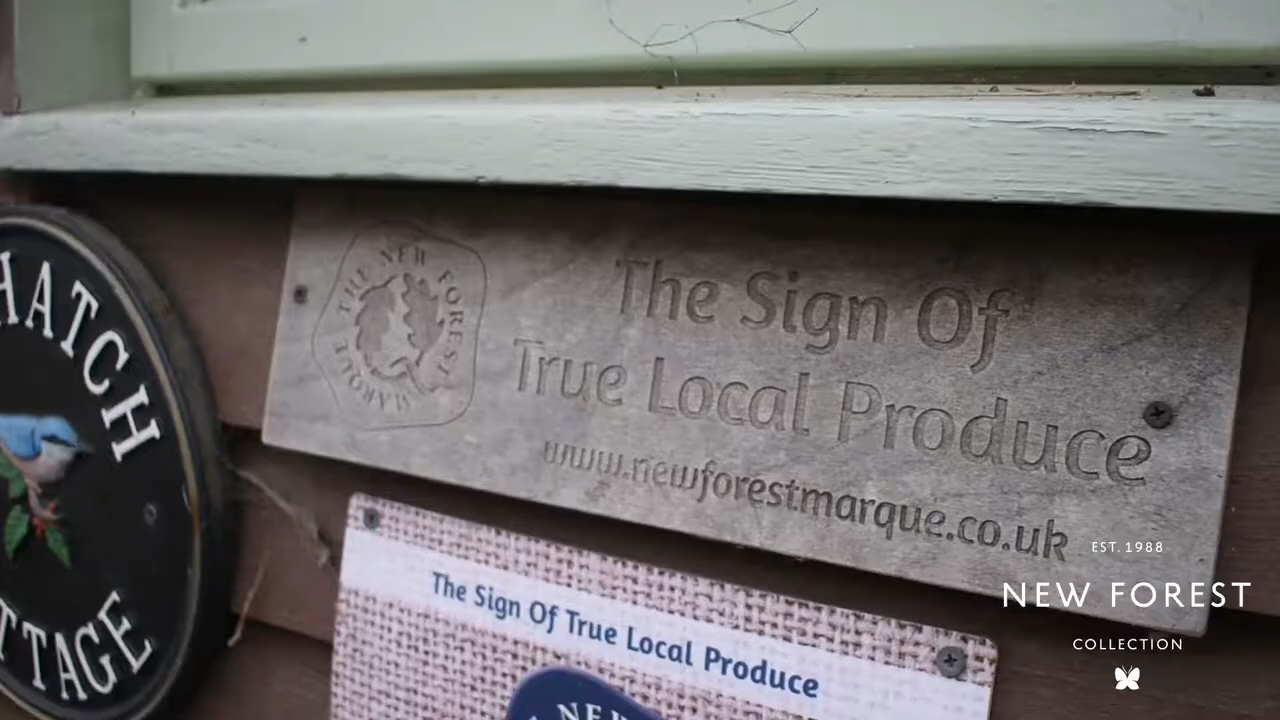 THE NEW FOREST MARQUE
The Sign Of
True Local Produce
www.newforestmarque.co.uk
HATCH
TTAGE
The Sign Of True Local Produce
NEW
EST. 1988
NEW FOREST
COLLECTION